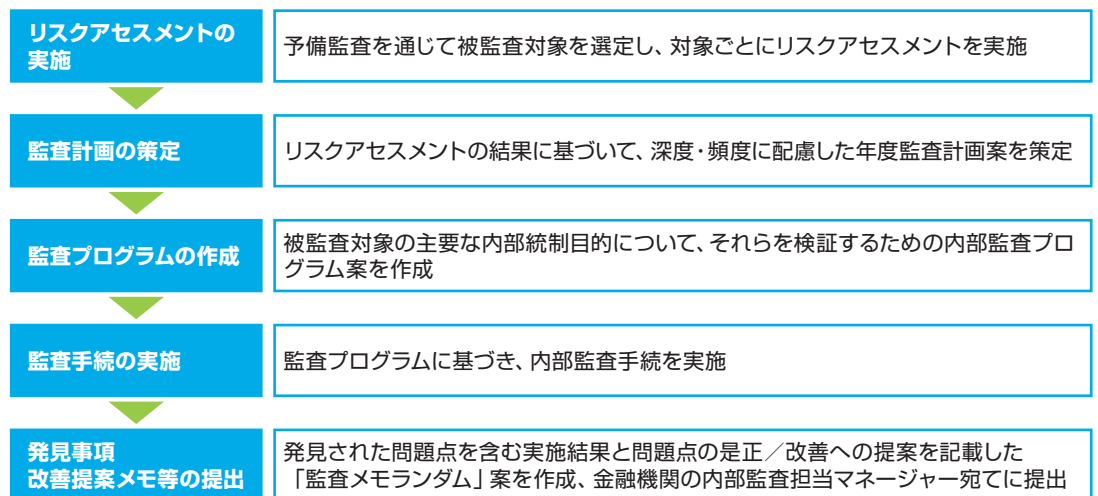 リスクアセスメントの
実施
予備監査を通じて被監査対象を選定し、対象ごとにリスクアセスメントを実施
監査計画の策定
リスクアセスメントの結果に基づいて、深度・頻度に配慮した年度監査計画案を策定
監査プログラムの作成
被監査対象の主要な内部統制目的について、それらを検証するための内部監査プロ
グラム案を作成
監査手続の実施
監査プログラムに基づき、内部監査手続を実施
発見事項
改善提案メモ等の提出
発見された問題点を含む実施結果と問題点の是正／改善への提案を記載した
「監査メモランダム」案を作成、金融機関の内部監査担当マネージャー宛てに提出